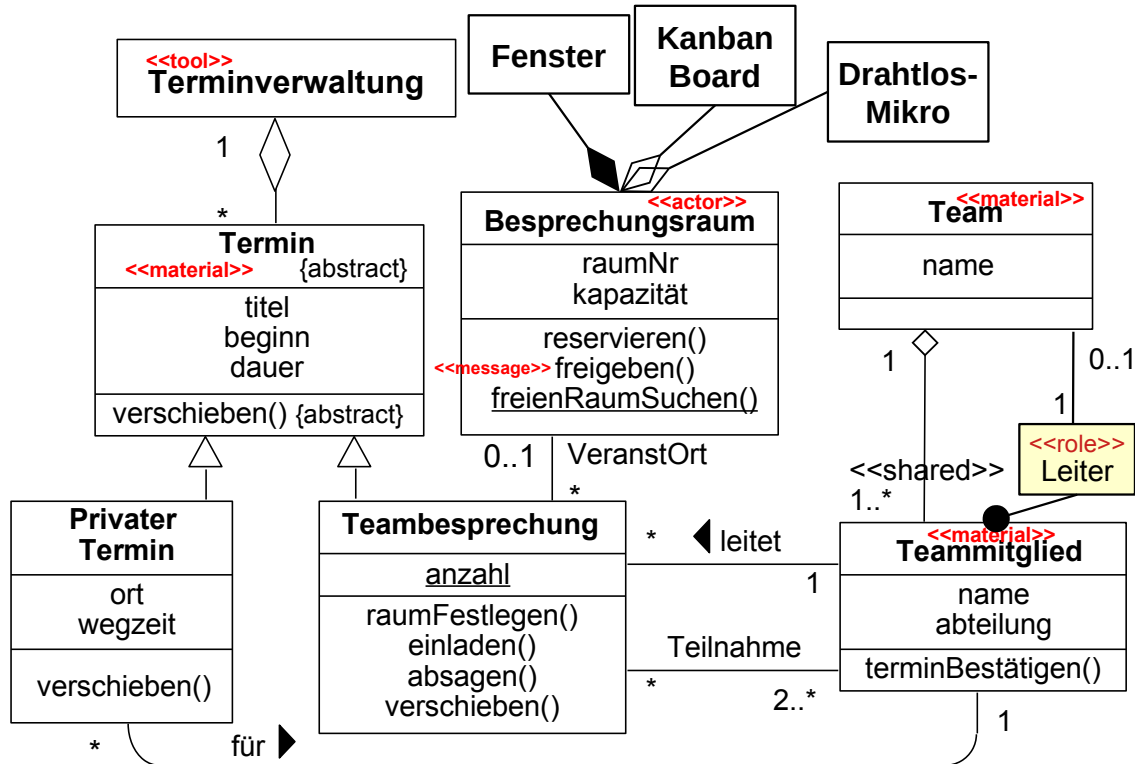 <<tool>>
Terminverwaltung
1
*
Fenster
Kanban
Board
Drahtlos-
Mikro
Termin
<<material>> {abstract}
titel
beginn
dauer
verschieben() {abstract}
<<actor>>
Besprechungsraum
raumNr
kapazität
reservieren()
<<message>> freigeben()
freienRaumSuchen()
<<material>>
Team
name
1
0..1
1
<<role>>
Leiter
<<shared>>
1..*
0..1
VeranstOrt
*
Privater
Termin
ort
wegzeit
verschieben()
Teambesprechung
anzahl
raumFestlegen()
einladen()
absagen()
verschieben()
* leitet
1
Teilnahme
*
2..*
<<material>>
Teammitglied
name
abteilung
terminBestätigen()
*
für
1